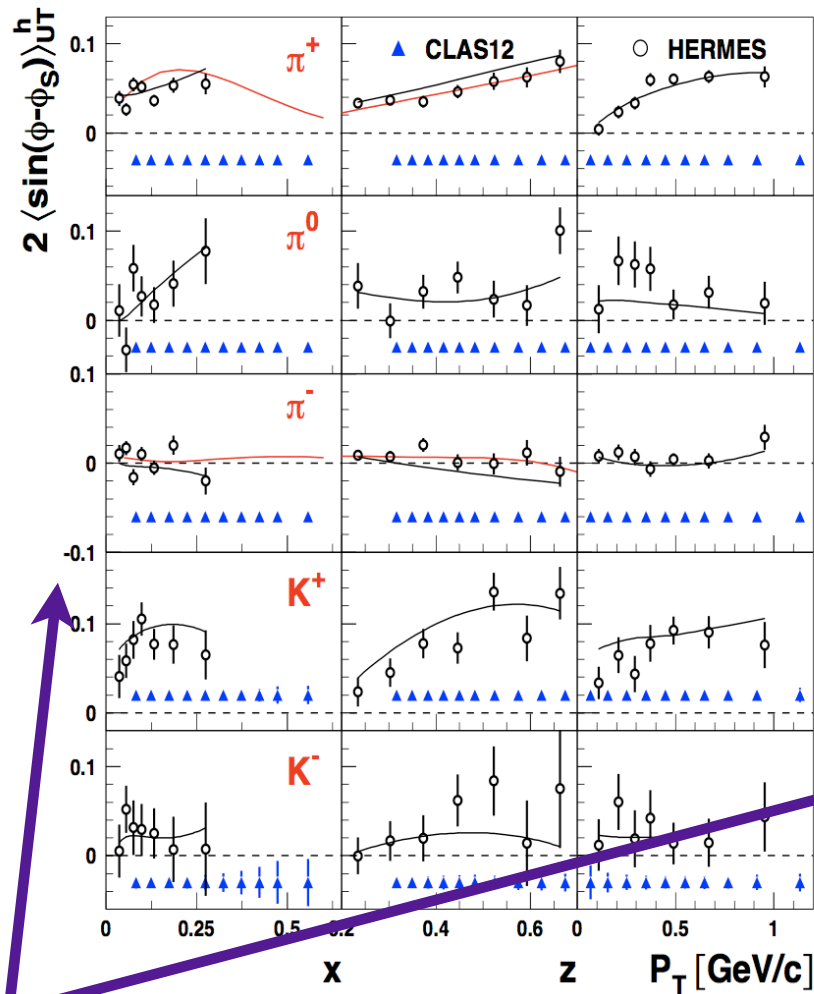 2 ⟨sin(ϕ-ϕS)⟩hUT
0.1
0
π+
▲ CLAS12
○ HERMES
0.1
0
π0
0.1
0
π-
-0.1
0.1
0
K+
0.1
0
K-
0 0.25 0.5 0.2 0.4 0.6 0 0.5 1
x z PT [GeV/c]